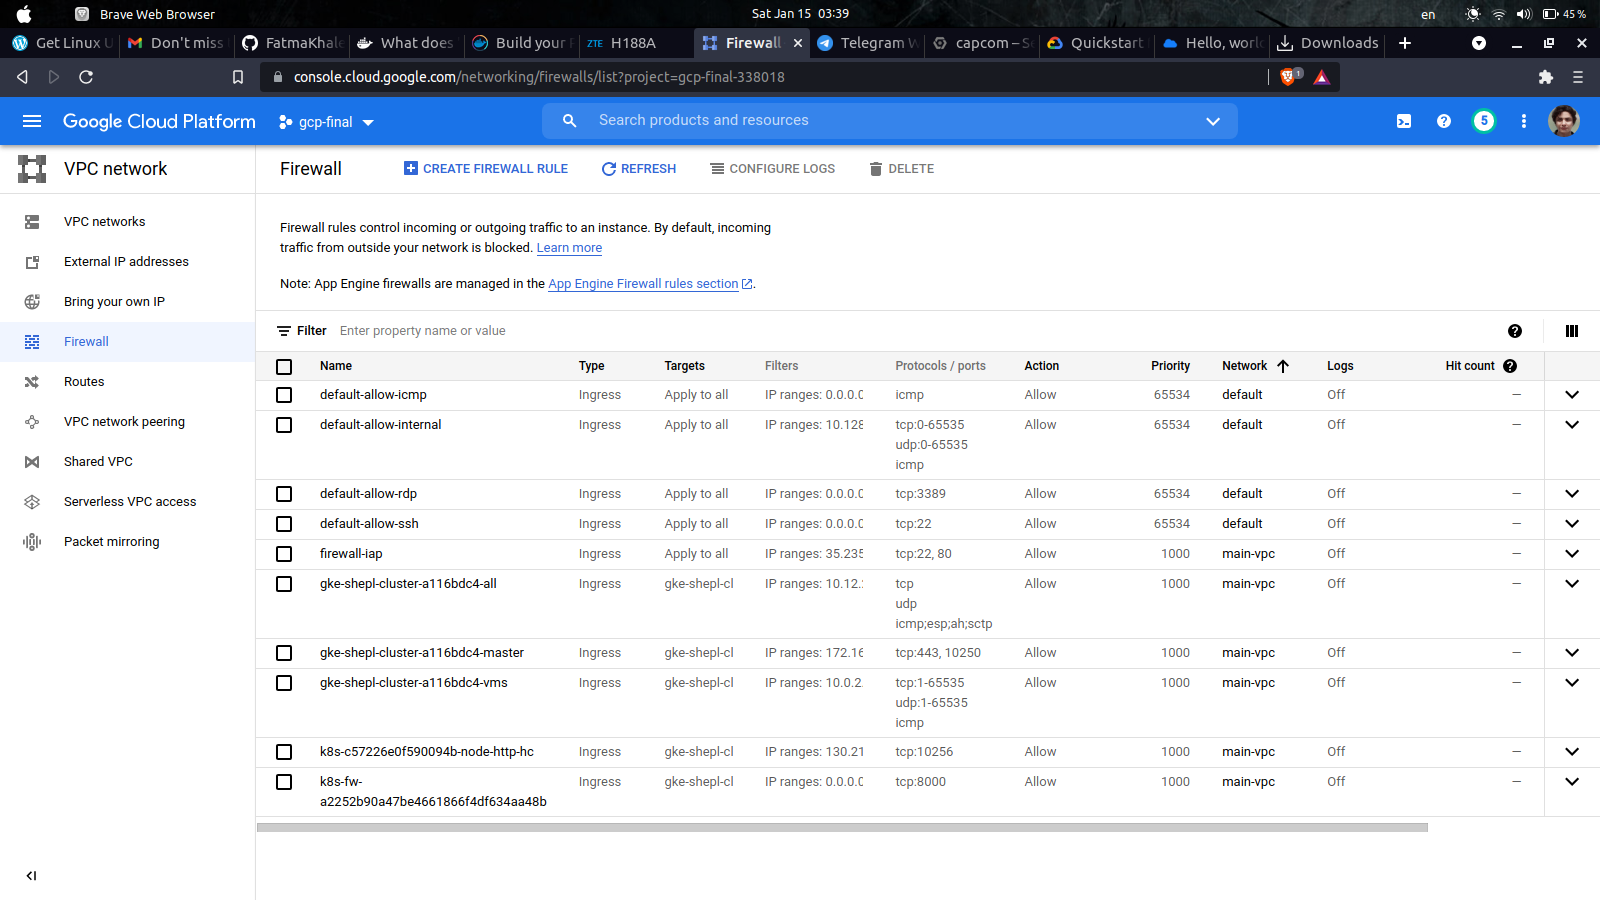 Brave Web Browser
Sat Jan 15 03:39
en
45 %
Get Linux U
Don't miss
FatmaKhale
What does
Build your F
ZTE H188A
Firewall
Telegram W
capcom – Se
Quickstart
Hello, worl
Downloads
console.cloud.google.com/networking/firewalls/list?project=gcp-final-338018
1
Google Cloud Platform
gcp-final
Search products and resources
5
VPC network
Firewall
CREATE FIREWALL RULE
REFRESH
CONFIGURE LOGS
DELETE
VPC networks
External IP addresses
Bring your own IP
Firewall
Routes
VPC network peering
Shared VPC
Serverless VPC access
Packet mirroring
Firewall rules control incoming or outgoing traffic to an instance. By default, incoming
traffic from outside your network is blocked. Learn more
Note: App Engine firewalls are managed in the App Engine Firewall rules section.
Filter Enter property name or value
Name Type Targets Filters Protocols / ports Action Priority Network Logs Hit count
default-allow-icmp Ingress Apply to all IP ranges: 0.0.0.0 icmp Allow 65534 default Off —
default-allow-internal Ingress Apply to all IP ranges: 10.128 tcp:0-65535 Allow 65534 default Off —
udp:0-65535
icmp
default-allow-rdp Ingress Apply to all IP ranges: 0.0.0.0 tcp:3389 Allow 65534 default Off —
default-allow-ssh Ingress Apply to all IP ranges: 0.0.0.0 tcp:22 Allow 65534 default Off —
firewall-iap Ingress Apply to all IP ranges: 35.235 tcp:22, 80 Allow 1000 main-vpc Off —
gke-shepl-cluster-a116bdc4-all Ingress gke-shepl-cl IP ranges: 10.12. tcp Allow 1000 main-vpc Off —
udp
icmp;esp;ah;sctp
gke-shepl-cluster-a116bdc4-master Ingress gke-shepl-cl IP ranges: 172.16 tcp:443, 10250 Allow 1000 main-vpc Off —
gke-shepl-cluster-a116bdc4-vms Ingress gke-shepl-cl IP ranges: 10.0.2. tcp:1-65535 Allow 1000 main-vpc Off —
udp:1-65535
icmp
k8s-c57226e0f590094b-node-http-hc Ingress gke-shepl-cl IP ranges: 130.21 tcp:10256 Allow 1000 main-vpc Off —
k8s-fw- Ingress gke-shepl-cl IP ranges: 0.0.0.0 tcp:8000 Allow 1000 main-vpc Off —
a2252b90a47be4661866f4df634aa48b